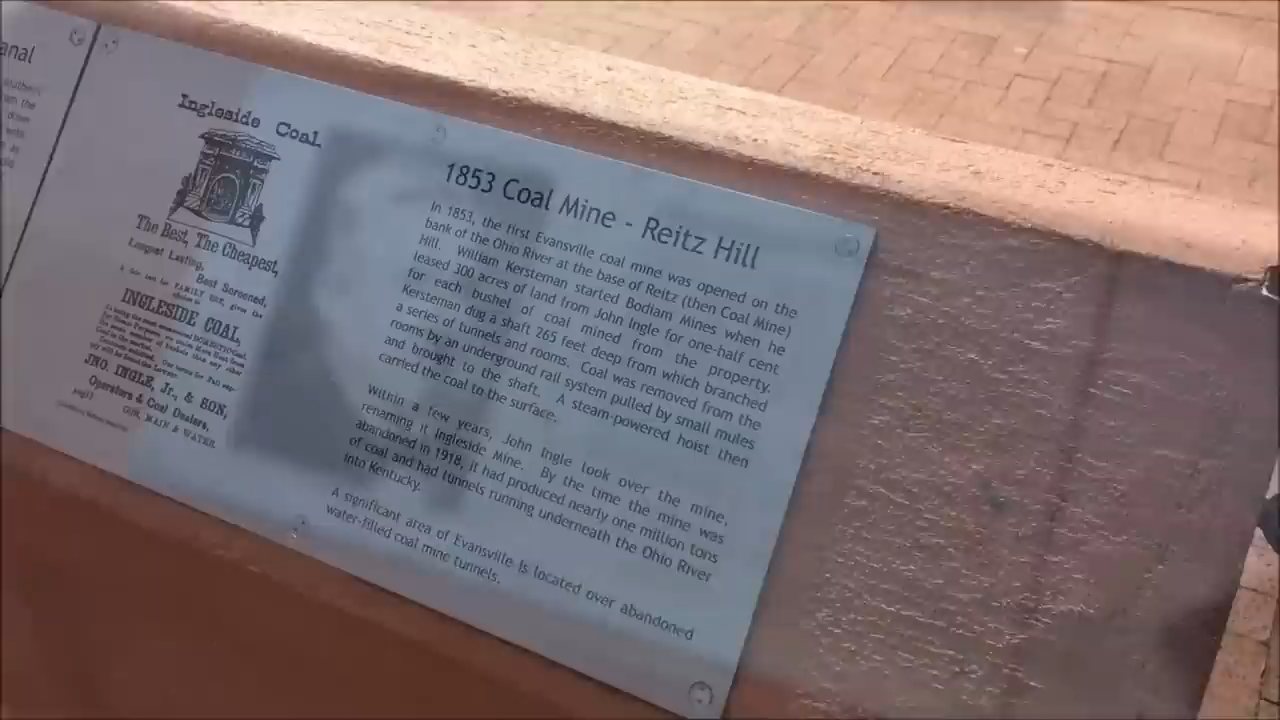 anal
Ingleside Coal
The Best, The Cheapest,
Longest Lasting,
Best Screened,
INGLESIDE COAL,
JNO. INGLE, Jr., & SON,
Operators & Coal Dealers,
COR. MAIN & WATER
1853 Coal Mine - Reitz Hill
In 1853, the first Evansville coal mine was opened on the
bank of the Ohio River at the base of Reitz (then Coal Mine)
Hill. William Kersteman started Bodiam Mines when he
leased 300 acres of land from John Ingle for one-half cent
for each bushel of coal mined from the property.
Kersteman dug a shaft 265 feet deep from which branched
a series of tunnels and rooms. Coal was removed from the
rooms by an underground rail system pulled by small mules
and brought to the shaft. A steam-powered hoist then
carried the coal to the surface.
Within a few years, John Ingle took over the mine,
renaming it Ingleside Mine. By the time the mine was
abandoned in 1918, it had produced nearly one million tons
of coal and had tunnels running underneath the Ohio River
into Kentucky.
A significant area of Evansville is located over abandoned
water-filled coal mine tunnels.